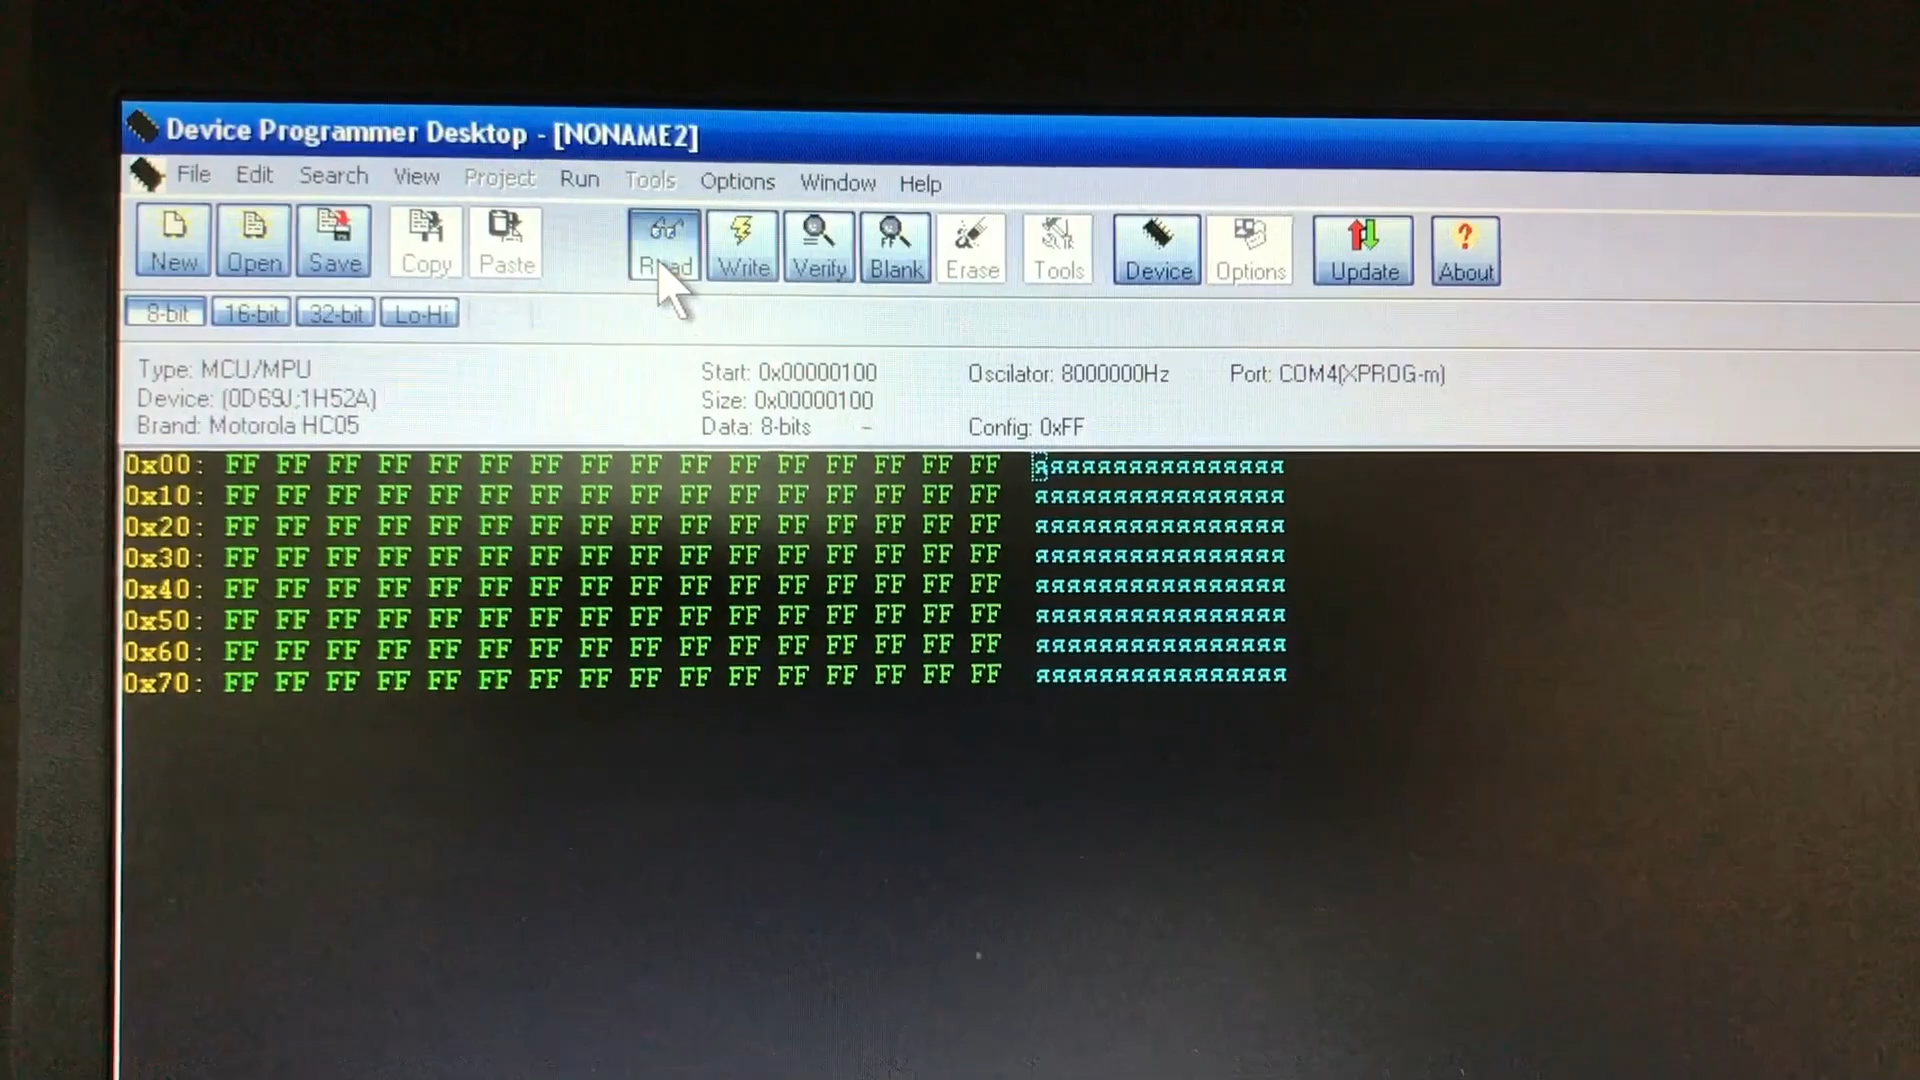 Device Programmer Desktop - [NONAME2]
File Edit Search View Project Run Tools Options Window Help
New Open Save Copy Paste Read Write Verify Blank Erase Tools Device Options Update About
8-bit 16-bit 32-bit Lo-Hi
Type: MCU/MPU Start: 0x00000100 Oscilator: 8000000Hz Port: COM4(XPROG-m)
Device: (0D69J;1H52A) Size: 0x00000100
Brand: Motorola HC05 Data: 8-bits - Config: 0xFF
0x00: FF FF FF FF FF FF FF FF FF FF FF FF FF FF FF FF яяяяяяяяяяяяяяяя
0x10: FF FF FF FF FF FF FF FF FF FF FF FF FF FF FF FF яяяяяяяяяяяяяяяя
0x20: FF FF FF FF FF FF FF FF FF FF FF FF FF FF FF FF яяяяяяяяяяяяяяяя
0x30: FF FF FF FF FF FF FF FF FF FF FF FF FF FF FF FF яяяяяяяяяяяяяяяя
0x40: FF FF FF FF FF FF FF FF FF FF FF FF FF FF FF FF яяяяяяяяяяяяяяяя
0x50: FF FF FF FF FF FF FF FF FF FF FF FF FF FF FF FF яяяяяяяяяяяяяяяя
0x60: FF FF FF FF FF FF FF FF FF FF FF FF FF FF FF FF яяяяяяяяяяяяяяяя
0x70: FF FF FF FF FF FF FF FF FF FF FF FF FF FF FF FF яяяяяяяяяяяяяяяя